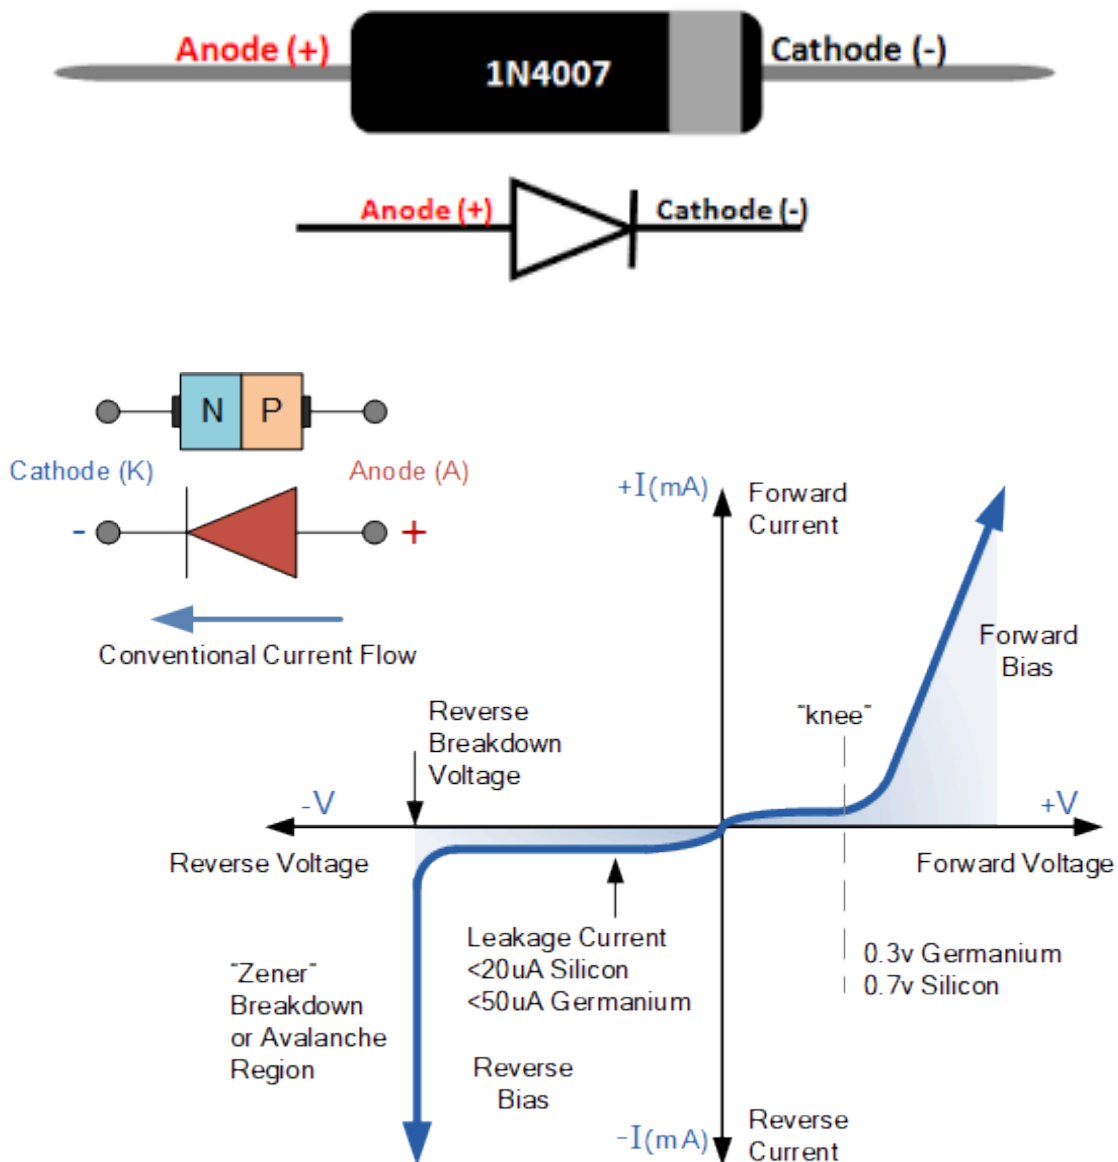 Anode (+)
Cathode (-)
1N4007
Anode (+)
Cathode (-)
N P
Cathode (K)
Anode (A)
- +
Conventional Current Flow
+I(mA)
Forward
Current
Forward
Bias
"knee"
Reverse
Breakdown
Voltage
-V
+V
Reverse Voltage
Forward Voltage
Leakage Current
<20uA Silicon
<50uA Germanium
0.3v Germanium
0.7v Silicon
"Zener"
Breakdown
or Avalanche
Region
Reverse
Bias
-I(mA)
Reverse
Current